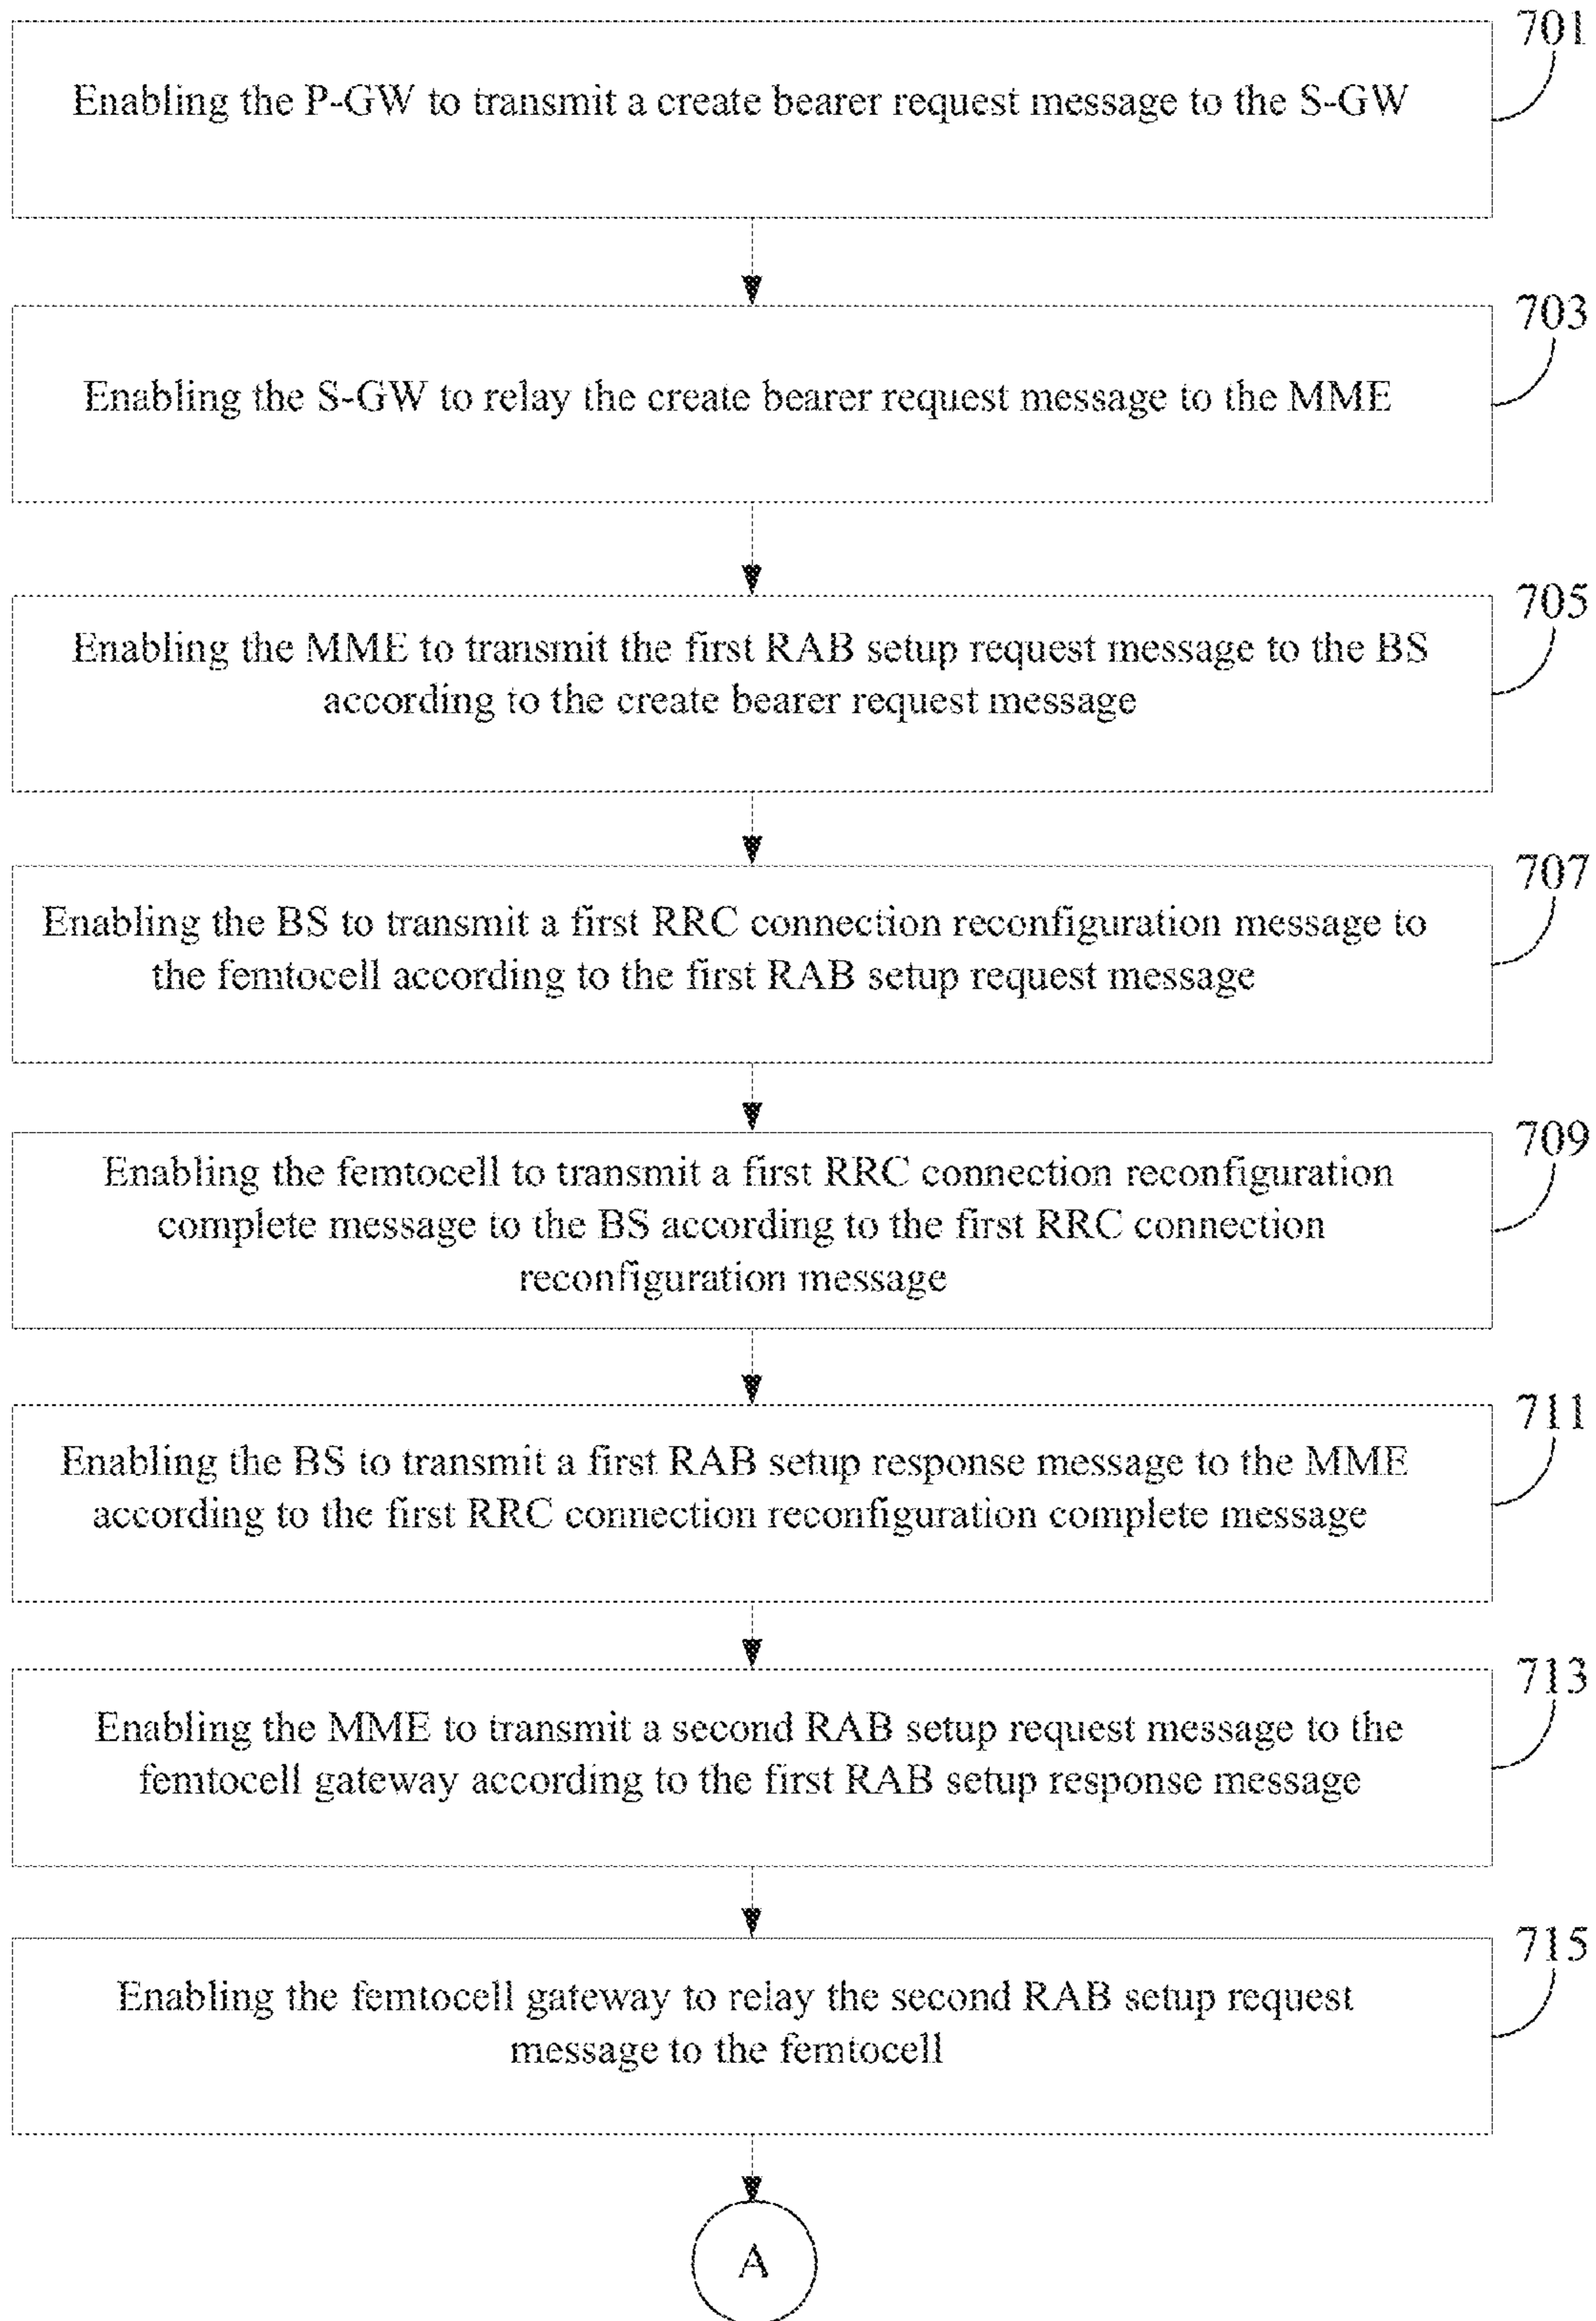 701
Enabling the P-GW to transmit a create bearer request message to the S-GW
703
Enabling the S-GW to relay the create bearer request message to the MME
705
Enabling the MME to transmit the first RAB setup request message to the BS
according to the create bearer request message
707
Enabling the BS to transmit a first RRC connection reconfiguration message to
the femtocell according to the first RAB setup request message
709
Enabling the femtocell to transmit a first RRC connection reconfiguration
complete message to the BS according to the first RRC connection
reconfiguration message
711
Enabling the BS to transmit a first RAB setup response message to the MME
according to the first RRC connection reconfiguration complete message
713
Enabling the MME to transmit a second RAB setup request message to the
femtocell gateway according to the first RAB setup response message
715
Enabling the femtocell gateway to relay the second RAB setup request
message to the femtocell
A